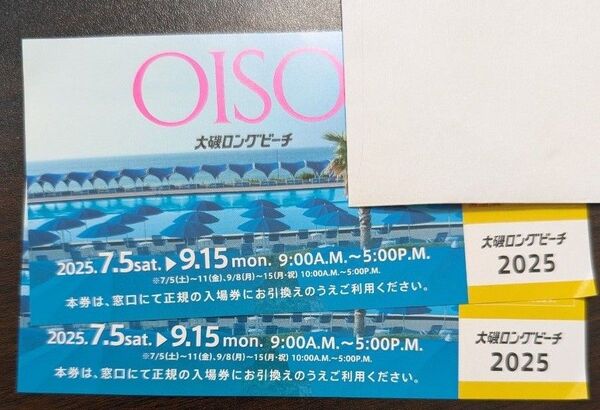 OISO
大磯ロングビーチ
2025.7.5sat.▶9.15mon. 9:00A.M.～5:00P.M.
※7/5(土)～11(金)、9/8(月)～15(月・祝) 10:00A.M.～5:00P.M.
本券は、窓口にて正規の入場券にお引換えのうえご利用ください。
大磯ロングビーチ
2025
2025.7.5sat.▶9.15mon. 9:00A.M.～5:00P.M.
※7/5(土)～11(金)、9/8(月)～15(月・祝) 10:00A.M.～5:00P.M.
本券は、窓口にて正規の入場券にお引換えのうえご利用ください。
大磯ロングビーチ
2025